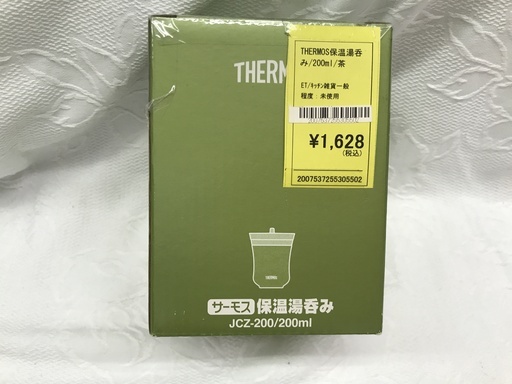 THERMOS保温湯呑
み/200ml/茶
ET/ｷｯﾁﾝ雑貨一般
程度：未使用
¥1,628
(税込)
2007537255305502
THERM
サーモス 保温湯呑み
JCZ-200/200ml